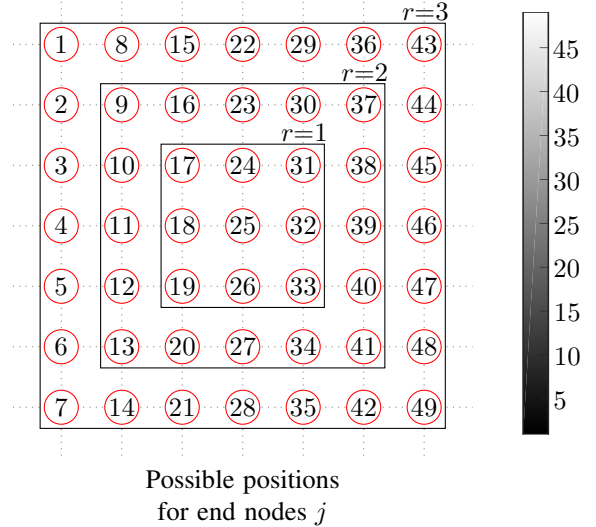 r=3
1 8 15 22 29 36 43
r=2
2 9 16 23 30 37 44
r=1
3 10 17 24 31 38 45
4 11 18 25 32 39 46
5 12 19 26 33 40 47
6 13 20 27 34 41 48
7 14 21 28 35 42 49
45
40
35
30
25
20
15
10
5
Possible positions
for end nodes j